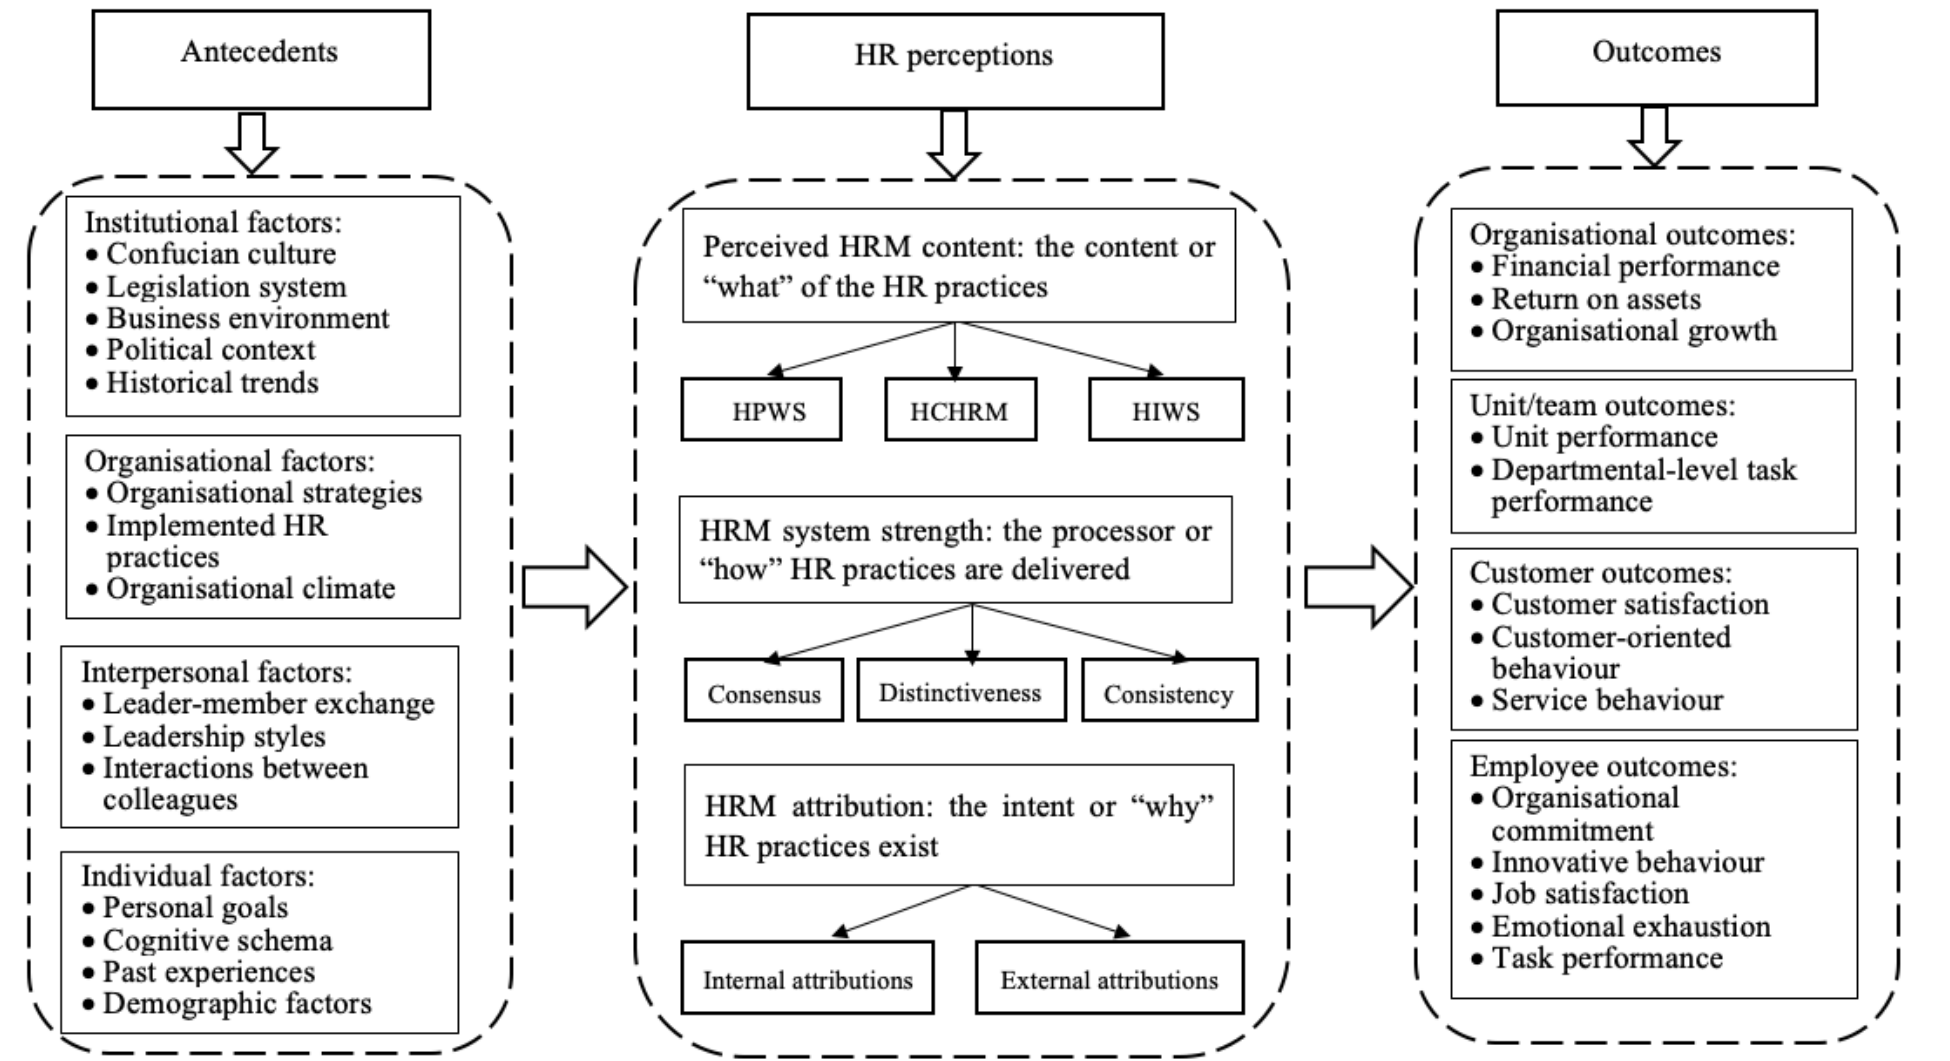 Antecedents
Institutional factors:
• Confucian culture
• Legislation system
• Business environment
• Political context
• Historical trends
Organisational factors:
• Organisational strategies
• Implemented HR
practices
• Organisational climate
Interpersonal factors:
• Leader-member exchange
• Leadership styles
• Interactions between
colleagues
Individual factors:
• Personal goals
• Cognitive schema
• Past experiences
• Demographic factors
HR perceptions
Perceived HRM content: the content or
“what” of the HR practices
HPWS
HCHRM
HIWS
HRM system strength: the processor or
“how” HR practices are delivered
Consensus
Distinctiveness
Consistency
HRM attribution: the intent or “why”
HR practices exist
Internal attributions
External attributions
Outcomes
Organisational outcomes:
• Financial performance
• Return on assets
• Organisational growth
Unit/team outcomes:
• Unit performance
• Departmental-level task
performance
Customer outcomes:
• Customer satisfaction
• Customer-oriented
behaviour
• Service behaviour
Employee outcomes:
• Organisational
commitment
• Innovative behaviour
• Job satisfaction
• Emotional exhaustion
• Task performance